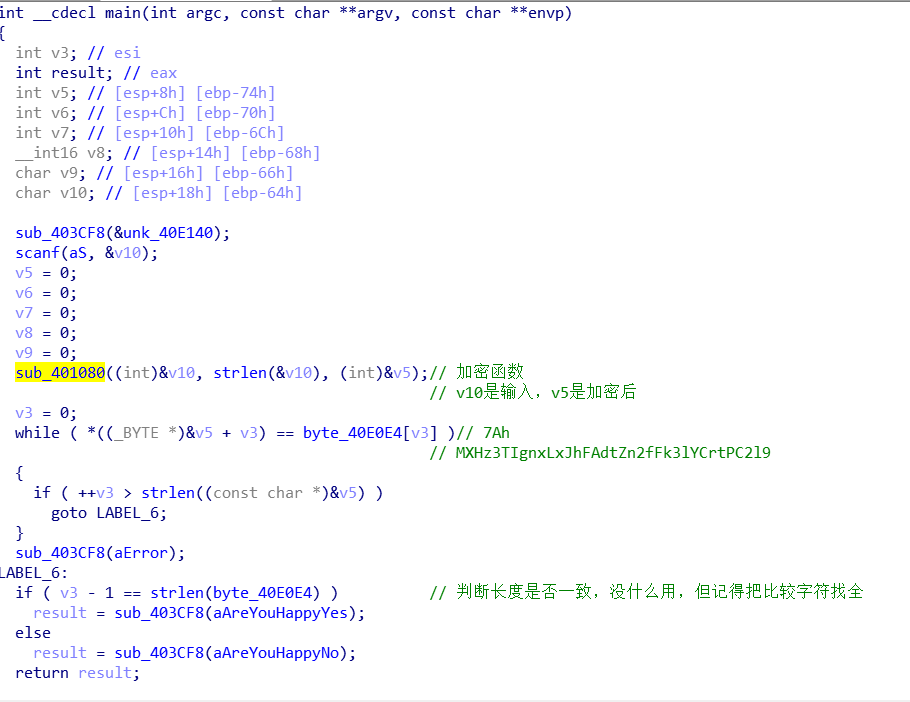 int __cdecl main(int argc, const char **argv, const char **envp)
{
  int v3; // esi
  int result; // eax
  int v5; // [esp+8h] [ebp-74h]
  int v6; // [esp+Ch] [ebp-70h]
  int v7; // [esp+10h] [ebp-6Ch]
  __int16 v8; // [esp+14h] [ebp-68h]
  char v9; // [esp+16h] [ebp-66h]
  char v10; // [esp+18h] [ebp-64h]

  sub_403CF8(&unk_40E140);
  scanf(aS, &v10);
  v5 = 0;
  v6 = 0;
  v7 = 0;
  v8 = 0;
  v9 = 0;
  sub_401080((int)&v10, strlen(&v10), (int)&v5);// 加密函数
                                              // v10是输入，v5是加密后
  v3 = 0;
  while ( *((_BYTE *)&v5 + v3) == byte_40E0E4[v3] )// 7Ah
                                              // MXHz3TIgnxLxJhFAdtZn2fFk3lYCrtPC2l9
  {
    if ( ++v3 > strlen((const char *)&v5) )
      goto LABEL_6;
  }
  sub_403CF8(aError);
LABEL_6:
  if ( v3 - 1 == strlen(byte_40E0E4) )          // 判断长度是否一致，没什么用，但记得把比较字符找全
    result = sub_403CF8(aAreYouHappyYes);
  else
    result = sub_403CF8(aAreYouHappyNo);
  return result;